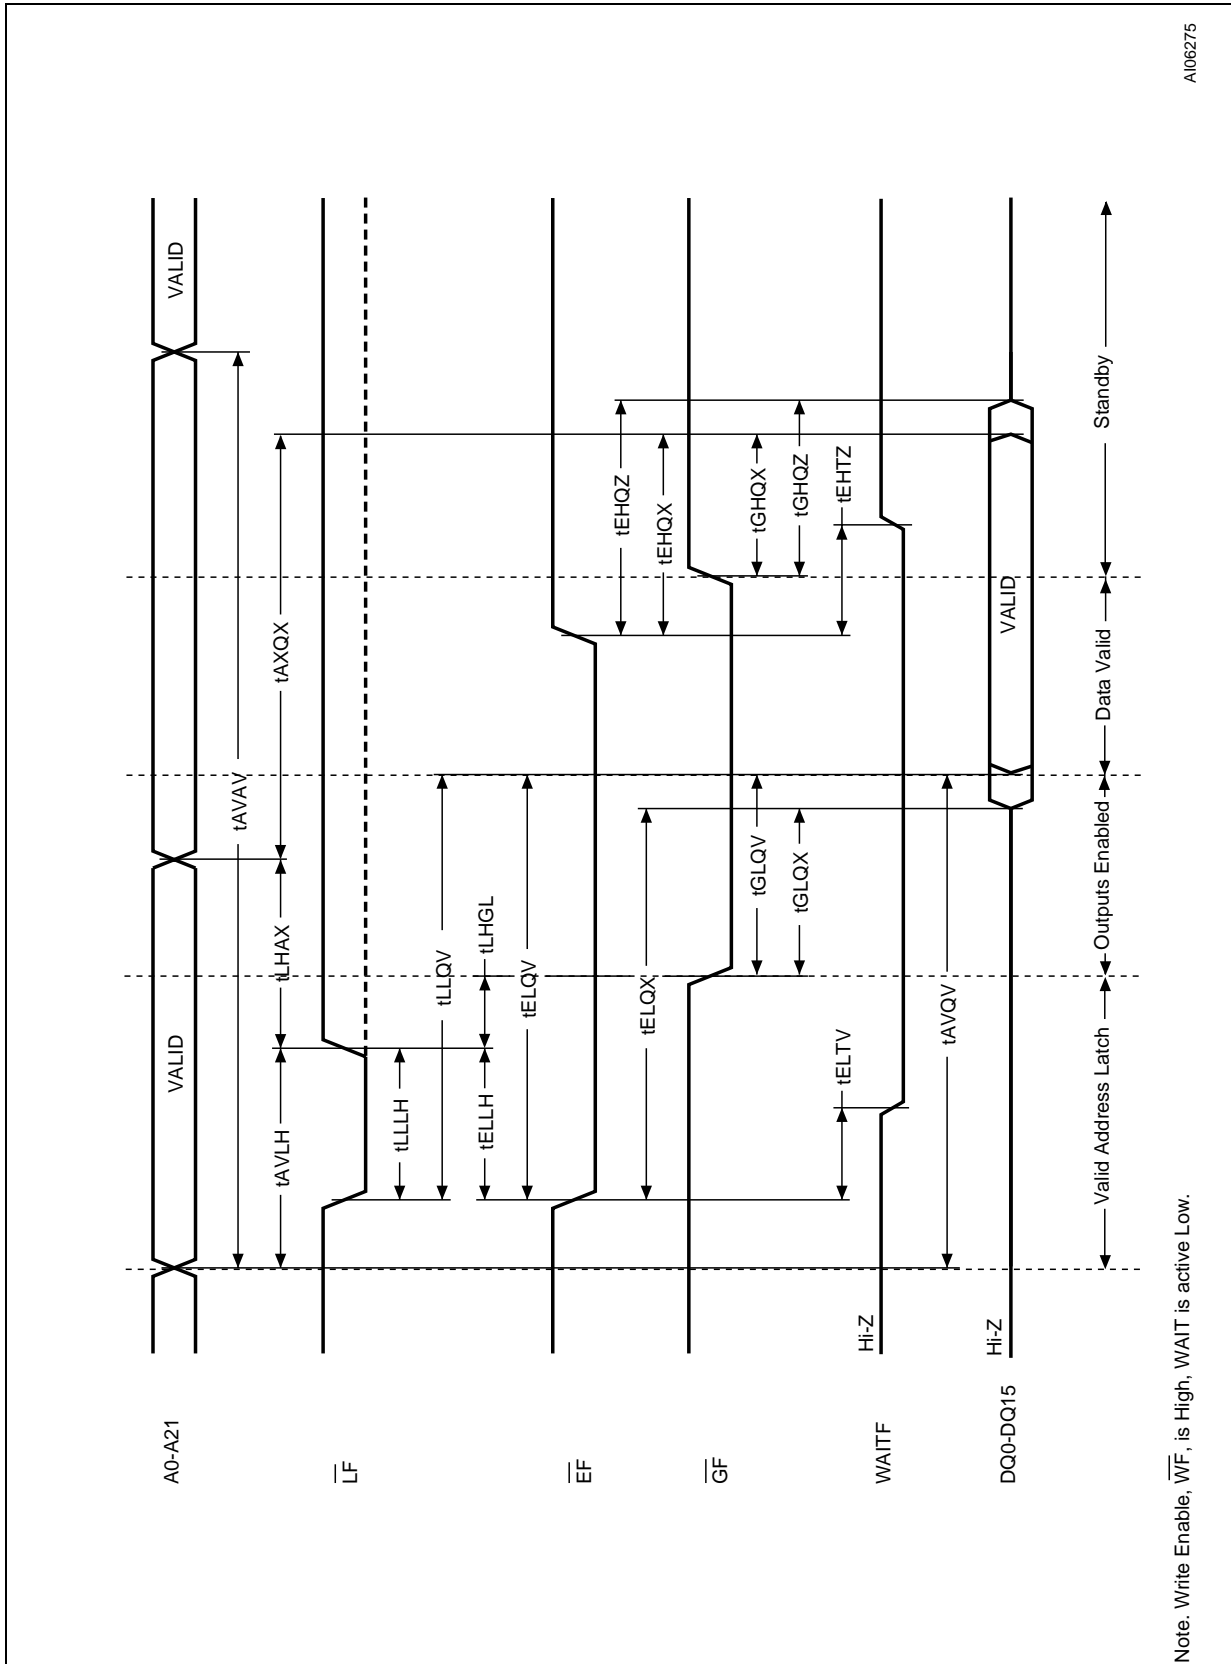 AI06275
A0-A21
VALID
VALID
tAVAV
tAVLH
tLHAX
tAXQX
LF
tLLLH
tLLQV
tELLH
tLHGL
tELQV
EF
tEHQZ
tEHQX
tELQX
GF
tGLQV
tGLQX
tGHQX
tGHQZ
tELTV
tEHTZ
WAITF
Hi-Z
tAVQV
DQ0-DQ15
Hi-Z
VALID
Valid Address Latch
Outputs Enabled
Data Valid
Standby
Note. Write Enable, W̅F̅, is High, WAIT is active Low.